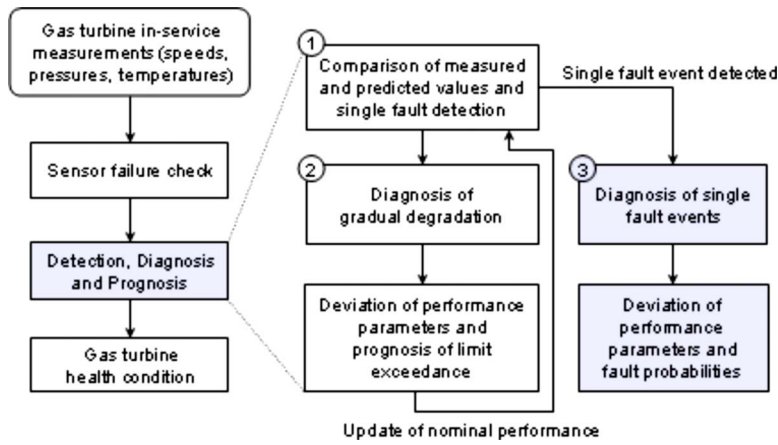 Gas turbine in-service
measurements (speeds,
pressures, temperatures)
Sensor failure check
Detection, Diagnosis
and Prognosis
Gas turbine
health condition
1
Comparison of measured
and predicted values and
single fault detection
Single fault event detected
2
Diagnosis of
gradual degradation
3
Diagnosis of single
fault events
Deviation of performance
parameters and
prognosis of limit
exceedance
Deviation of
performance
parameters and
fault probabilities
Update of nominal performance